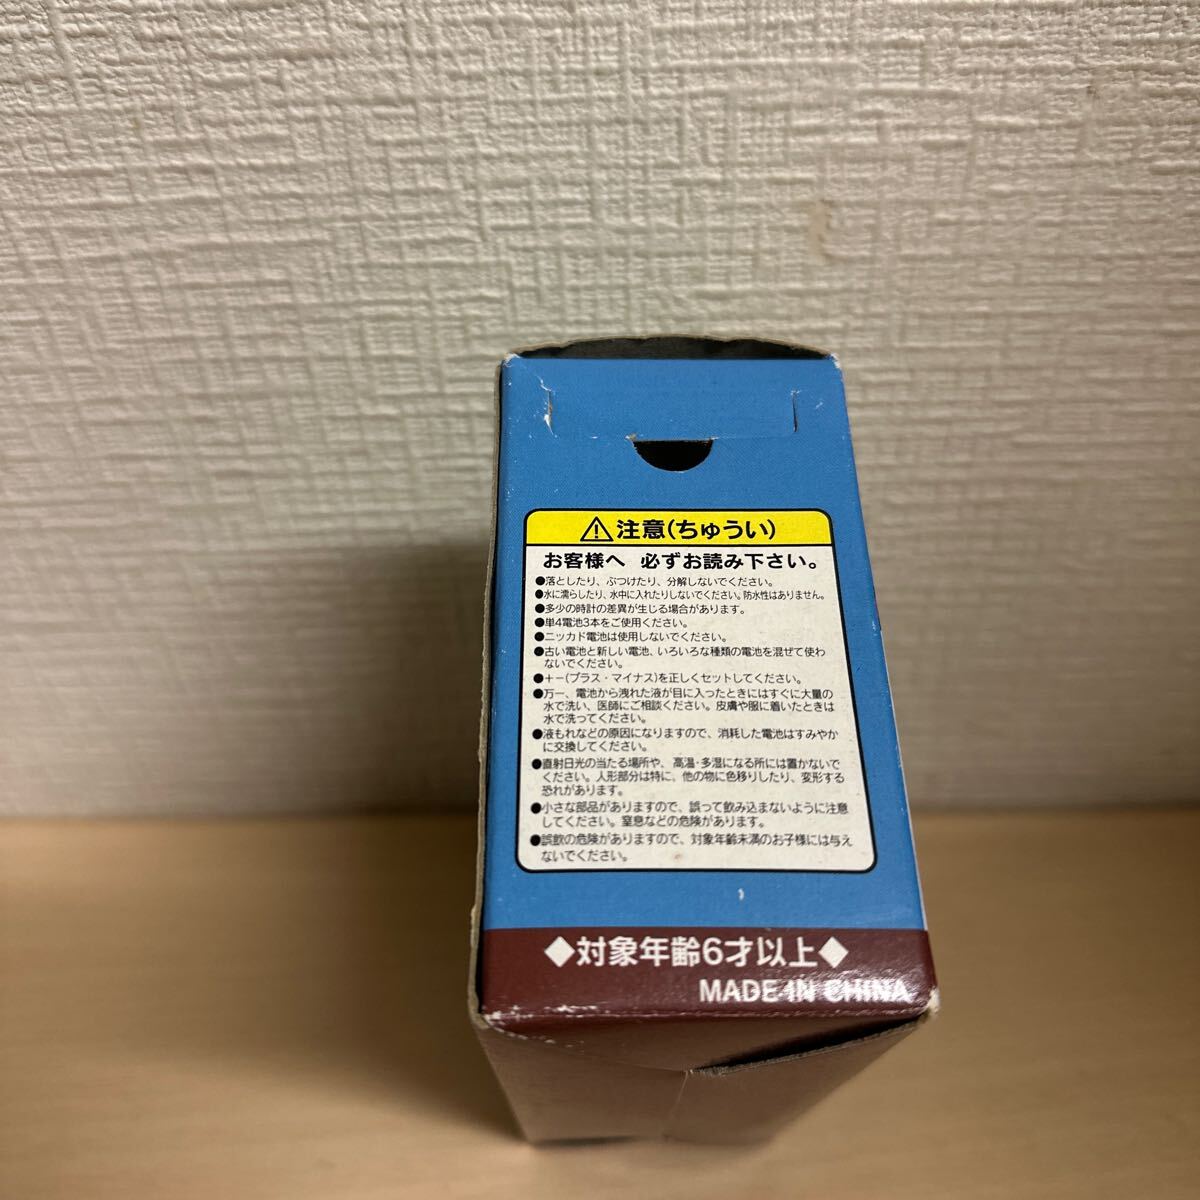 ⚠注意(ちゅうい)
お客様へ 必ずお読み下さい。
●落としたり、ぶつけたり、分解しないでください。
●水に濡らしたり、水中に入れたりしないでください。防水性はありません。
●多少の時計の差異が生じる場合があります。
●単4電池3本をご使用ください。
●ニッカド電池は使用しないでください。
●古い電池と新しい電池、いろいろな種類の電池を混ぜて使わ
ないでください。
●+−(プラス・マイナス)を正しくセットしてください。
●万一、電池から洩れた液が目に入ったときにはすぐに大量の
水で洗い、医師にご相談ください。皮膚や服に着いたときは
水で洗ってください。
●液もれなどの原因になりますので、消耗した電池はすみやか
に交換してください。
●直射日光の当たる場所や、高温・多湿になる所には置かないで
ください。人形部分は特に、他の物に色移りしたり、変形する
恐れがあります。
●小さな部品がありますので、誤って飲み込まないように注意
してください。窒息などの危険があります。
●誤飲の危険がありますので、対象年齢未満のお子様には与え
ないでください。
◆対象年齢6才以上◆
MADE IN CHINA